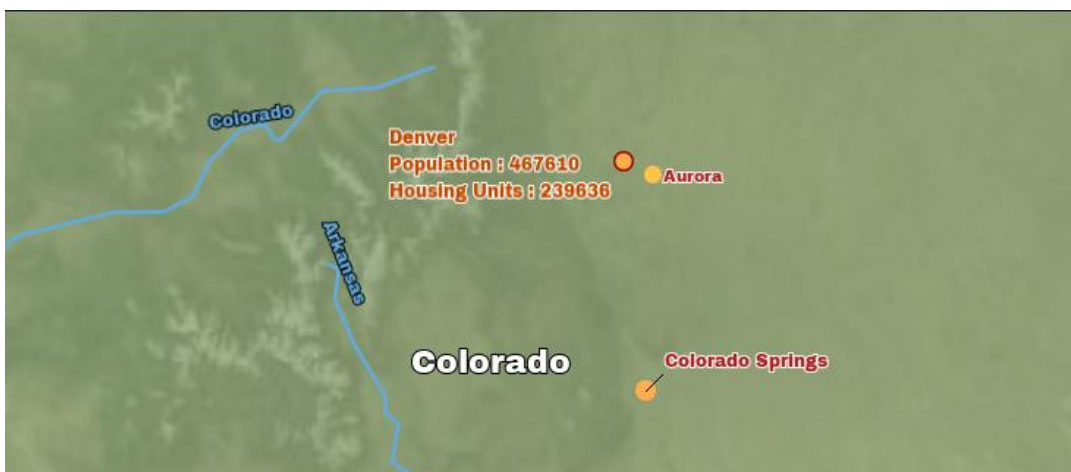 Colorado
Denver
Population : 467610
Housing Units : 239636
Aurora
Arkansas
Colorado
Colorado Springs